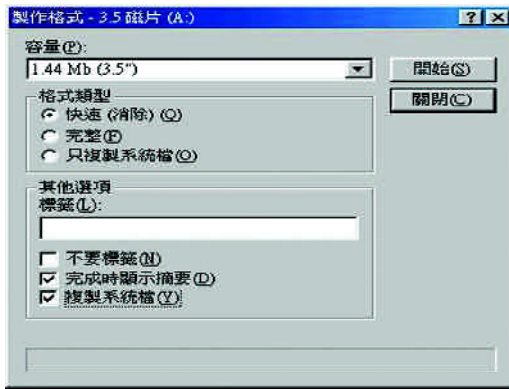 製作格式 - 3.5 磁片 (A:)
容量(P):
1.44 Mb (3.5")
開始(S)
關閉(C)
格式類型
快速 (消除) (Q)
完整(F)
只複製系統檔(O)
其他選項
標籤(L):
不要標籤(N)
完成時顯示摘要(D)
複製系統檔(Y)